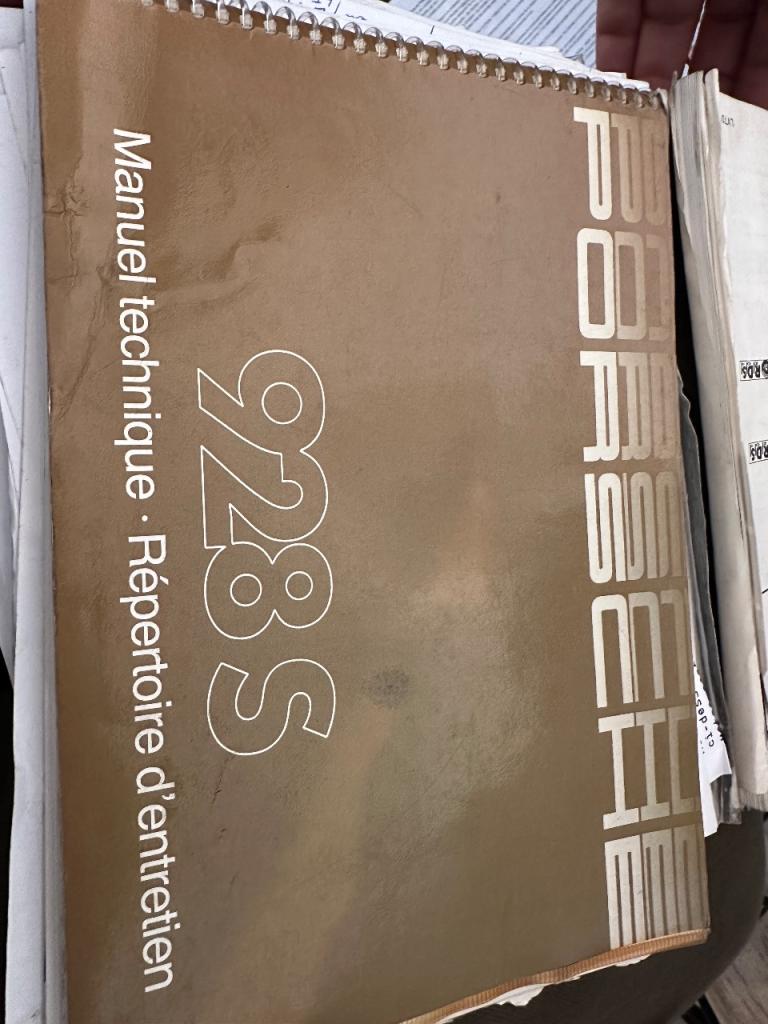 PORSCHE
928 S
Manuel technique · Répertoire d'entretien